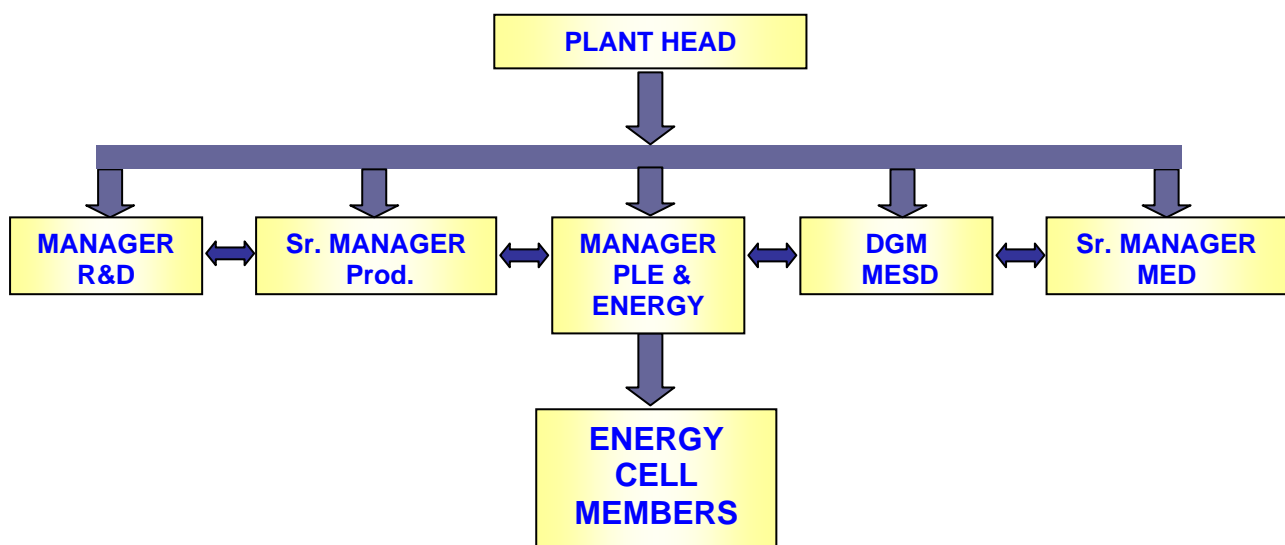 PLANT HEAD
MANAGER
R&D
Sr. MANAGER
Prod.
MANAGER
PLE &
ENERGY
DGM
MESD
Sr. MANAGER
MED
ENERGY
CELL
MEMBERS